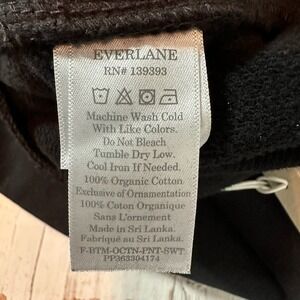 EVERLANE
RN# 139393
Machine Wash Cold
With Like Colors.
Do Not Bleach
Tumble Dry Low.
Cool Iron If Needed.
100% Organic Cotton.
Exclusive of Ornamentation
100% Coton Organique
Sans L'ornement
Made in Sri Lanka.
Fabriqué au Sri Lanka.
F-BTM-OCTN-PNT-SWT
PP363304174